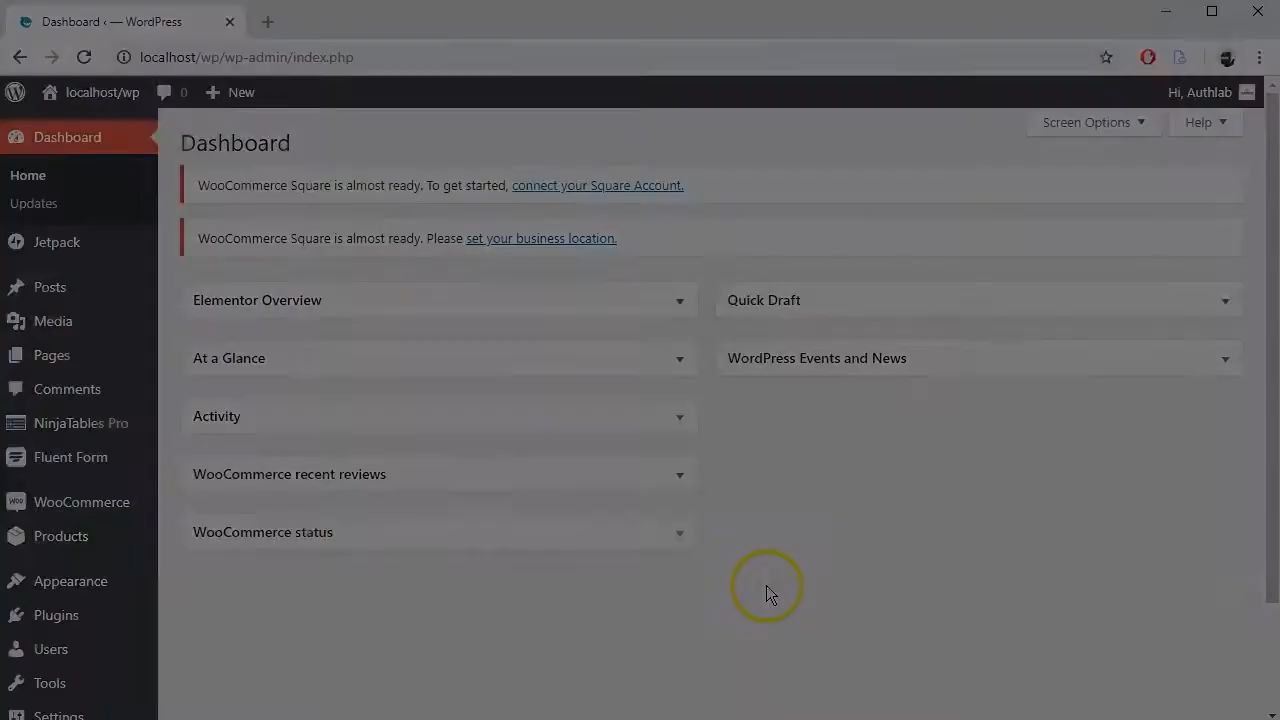 Dashboard ‹ — WordPress
localhost/wp/wp-admin/index.php
localhost/wp
0
New
Hi, Authlab
Dashboard
Home
Updates
Jetpack
Posts
Media
Pages
Comments
NinjaTables Pro
Fluent Form
Woo
WooCommerce
Products
Appearance
Plugins
Users
Tools
Settings
Screen Options
Help
Dashboard
WooCommerce Square is almost ready. To get started, connect your Square Account.
WooCommerce Square is almost ready. Please set your business location.
Elementor Overview
Quick Draft
At a Glance
WordPress Events and News
Activity
WooCommerce recent reviews
WooCommerce status